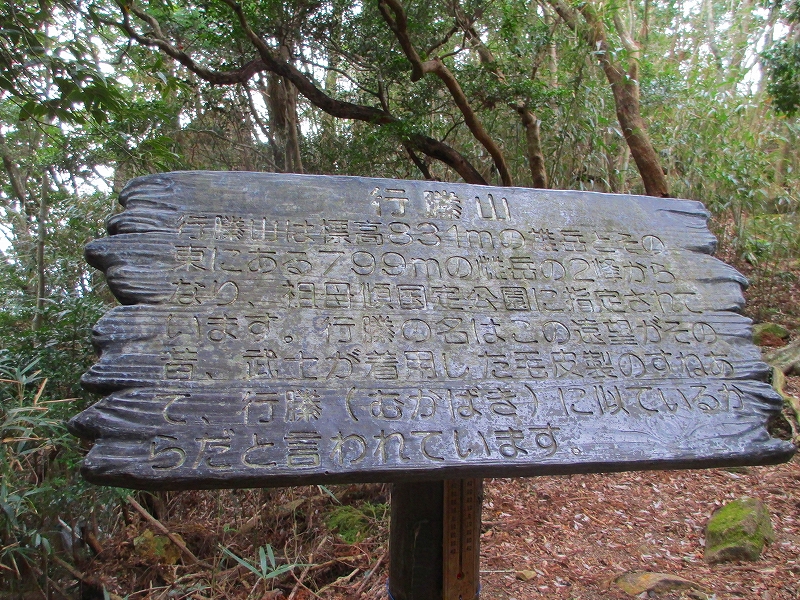 行縢山
行縢山は標高831mの雄岳とその
東にある799mの雌岳の2峰から
なり、祖母傾国定公園に指定されて
います。行縢の名はこの遠望がその
昔、武士が着用した毛皮製のすねあ
て、行縢（むかばき）に似ているか
らだと言われています。